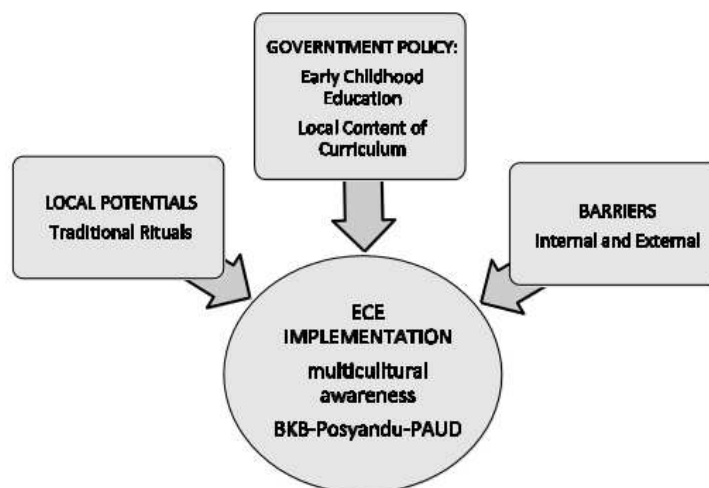 GOVERNTMENT POLICY:
Early Childhood
Education
Local Content of
Curriculum
LOCAL POTENTIALS
Traditional Rituals
BARRIERS
Internal and External
ECE
IMPLEMENTATION
multiculitural
awareness
BKB-Posyandu-PAUD